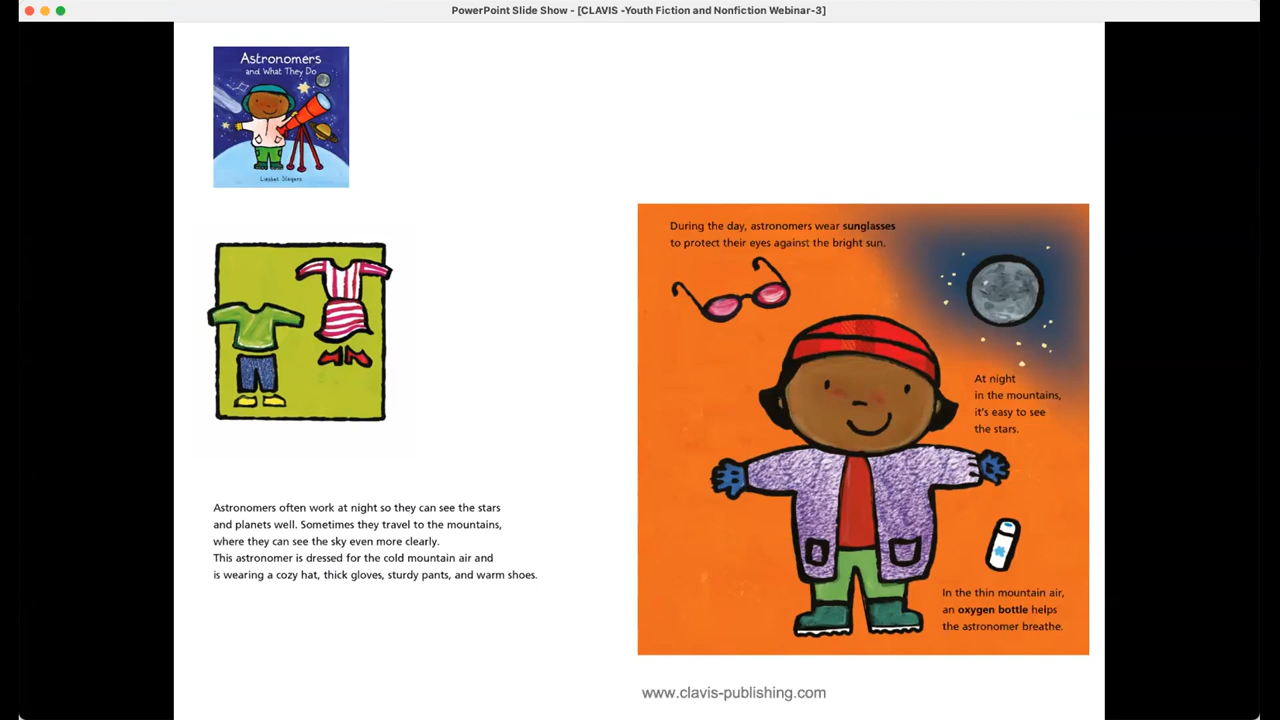 PowerPoint Slide Show - [CLAVIS -Youth Fiction and Nonfiction Webinar-3]
Astronomers
and What They Do
Liesbet Slegers
During the day, astronomers wear sunglasses
to protect their eyes against the bright sun.
At night
in the mountains,
it's easy to see
the stars.
Astronomers often work at night so they can see the stars
and planets well. Sometimes they travel to the mountains,
where they can see the sky even more clearly.
This astronomer is dressed for the cold mountain air and
is wearing a cozy hat, thick gloves, sturdy pants, and warm shoes.
In the thin mountain air,
an oxygen bottle helps
the astronomer breathe.
www.clavis-publishing.com